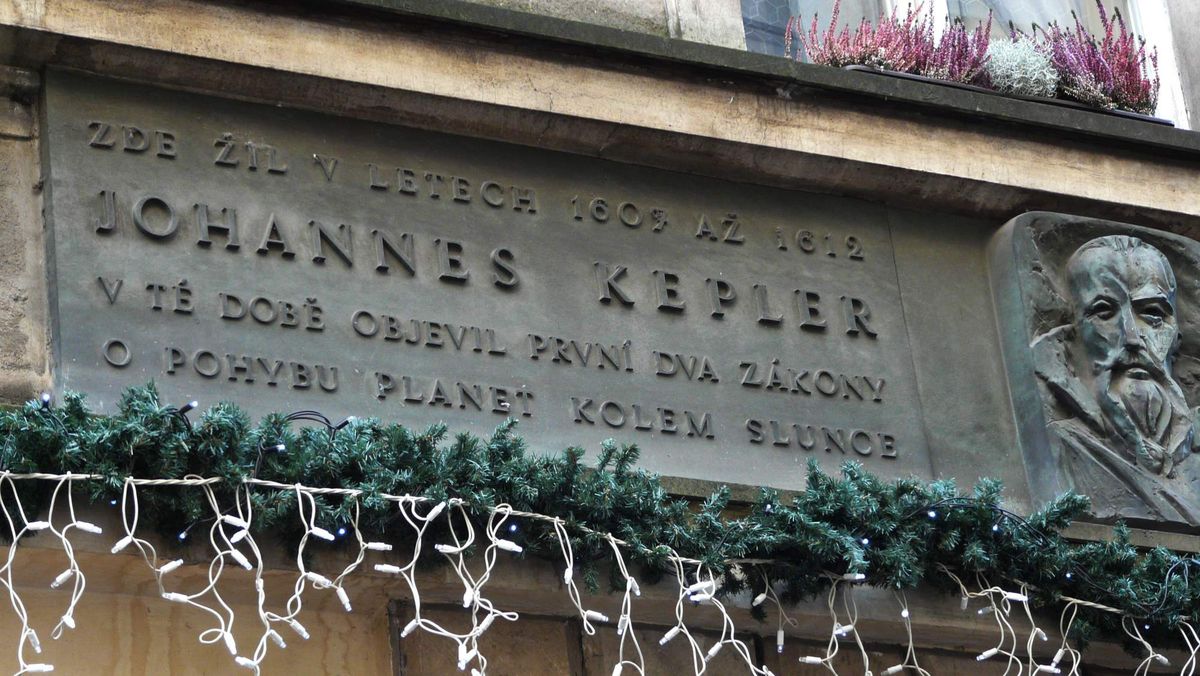 ZDE ŽIL V LETECH 1607 AŽ 1612
JOHANNES KEPLER
V TÉ DOBĚ OBJEVIL PRVNÍ DVA ZÁKONY
O POHYBU PLANET KOLEM SLUNCE